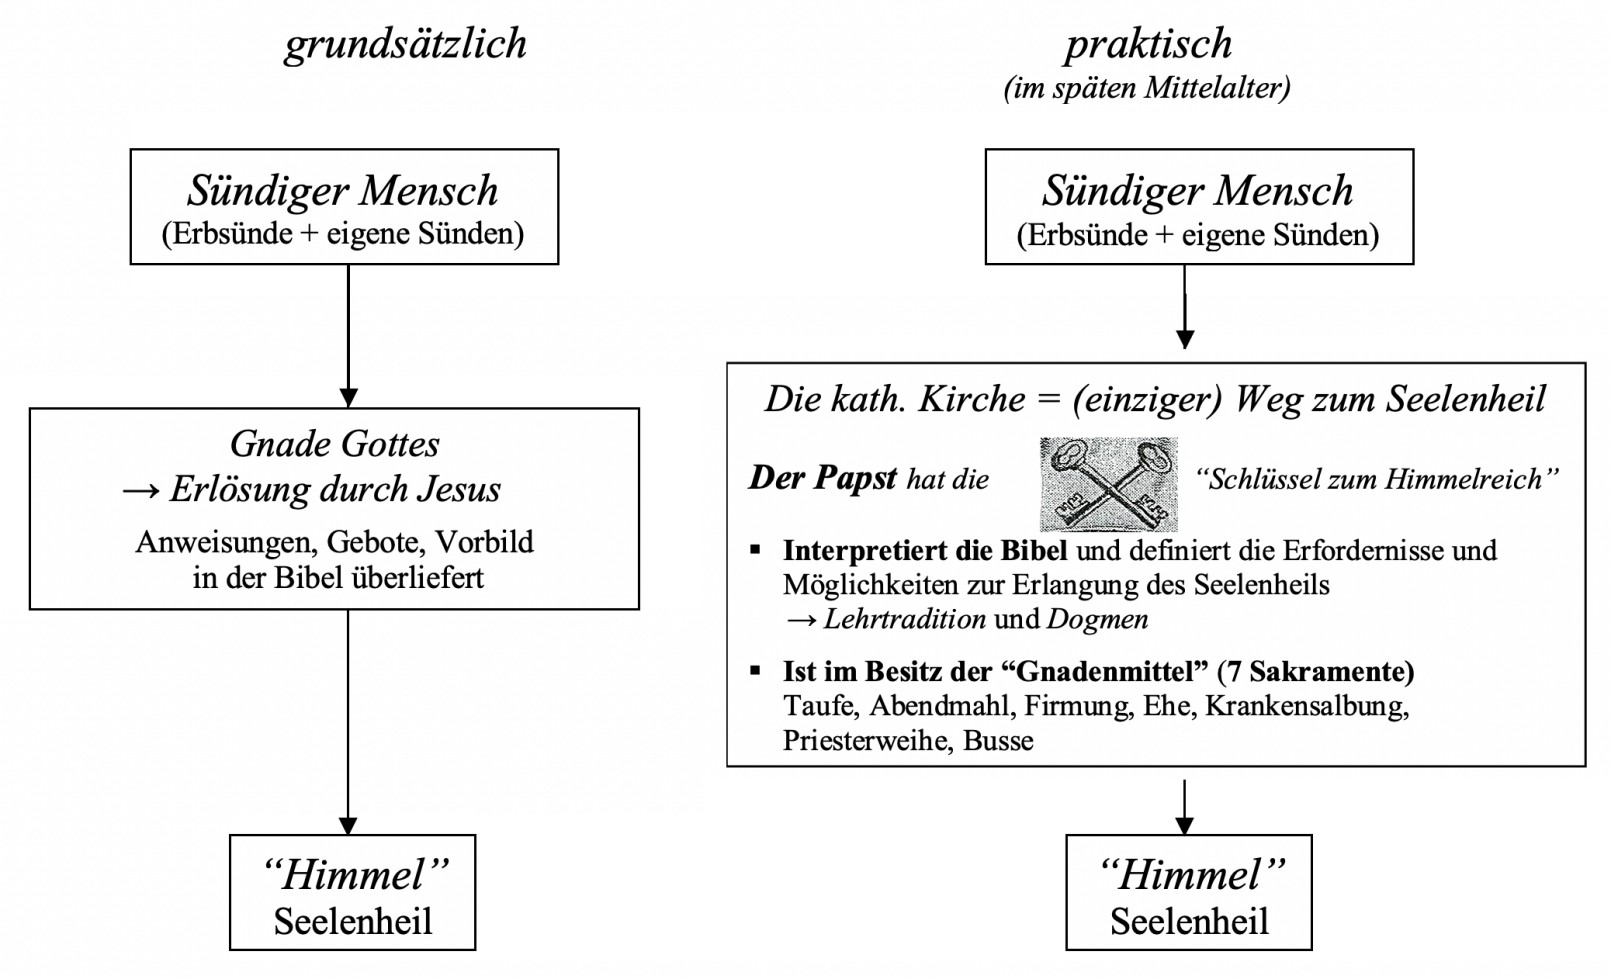 grundsätzlich
Sündiger Mensch
(Erbsünde + eigene Sünden)
Gnade Gottes
→ Erlösung durch Jesus
Anweisungen, Gebote, Vorbild
in der Bibel überliefert
“Himmel”
Seelenheil
praktisch
(im späten Mittelalter)
Sündiger Mensch
(Erbsünde + eigene Sünden)
Die kath. Kirche = (einziger) Weg zum Seelenheil
Der Papst hat die “Schlüssel zum Himmelreich”
▪ Interpretiert die Bibel und definiert die Erfordernisse und
Möglichkeiten zur Erlangung des Seelenheils
→ Lehrtradition und Dogmen
▪ Ist im Besitz der “Gnadenmittel” (7 Sakramente)
Taufe, Abendmahl, Firmung, Ehe, Krankensalbung,
Priesterweihe, Busse
“Himmel”
Seelenheil